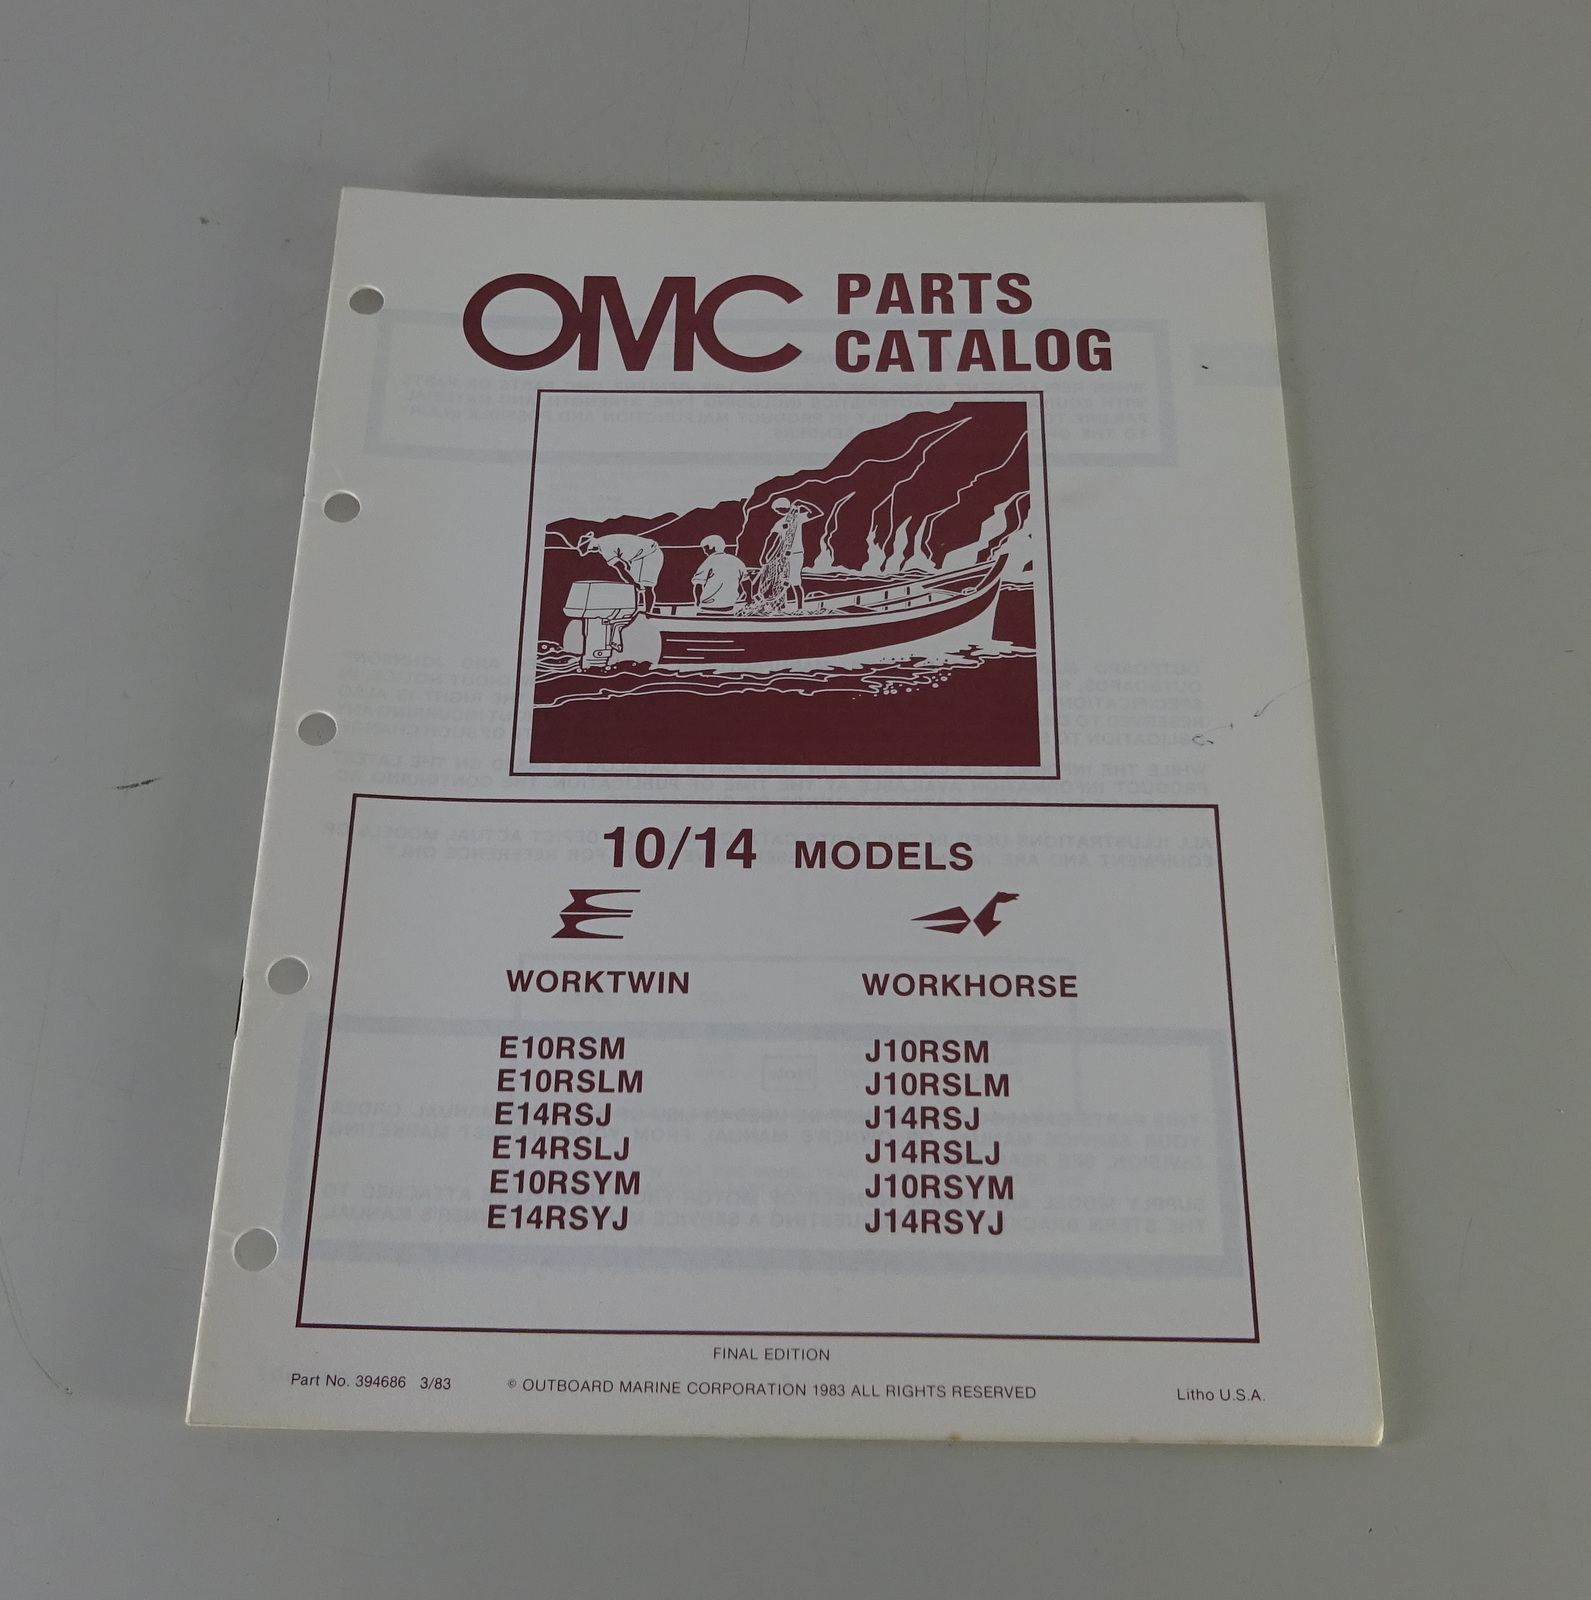 OMC PARTS
CATALOG
10/14 MODELS
WORKTWIN WORKHORSE
E10RSM J10RSM
E10RSLM J10RSLM
E14RSJ J14RSJ
E14RSLJ J14RSLJ
E10RSYM J10RSYM
E14RSYJ J14RSYJ
FINAL EDITION
Part No. 394686 3/83 © OUTBOARD MARINE CORPORATION 1983 ALL RIGHTS RESERVED Litho U.S.A.